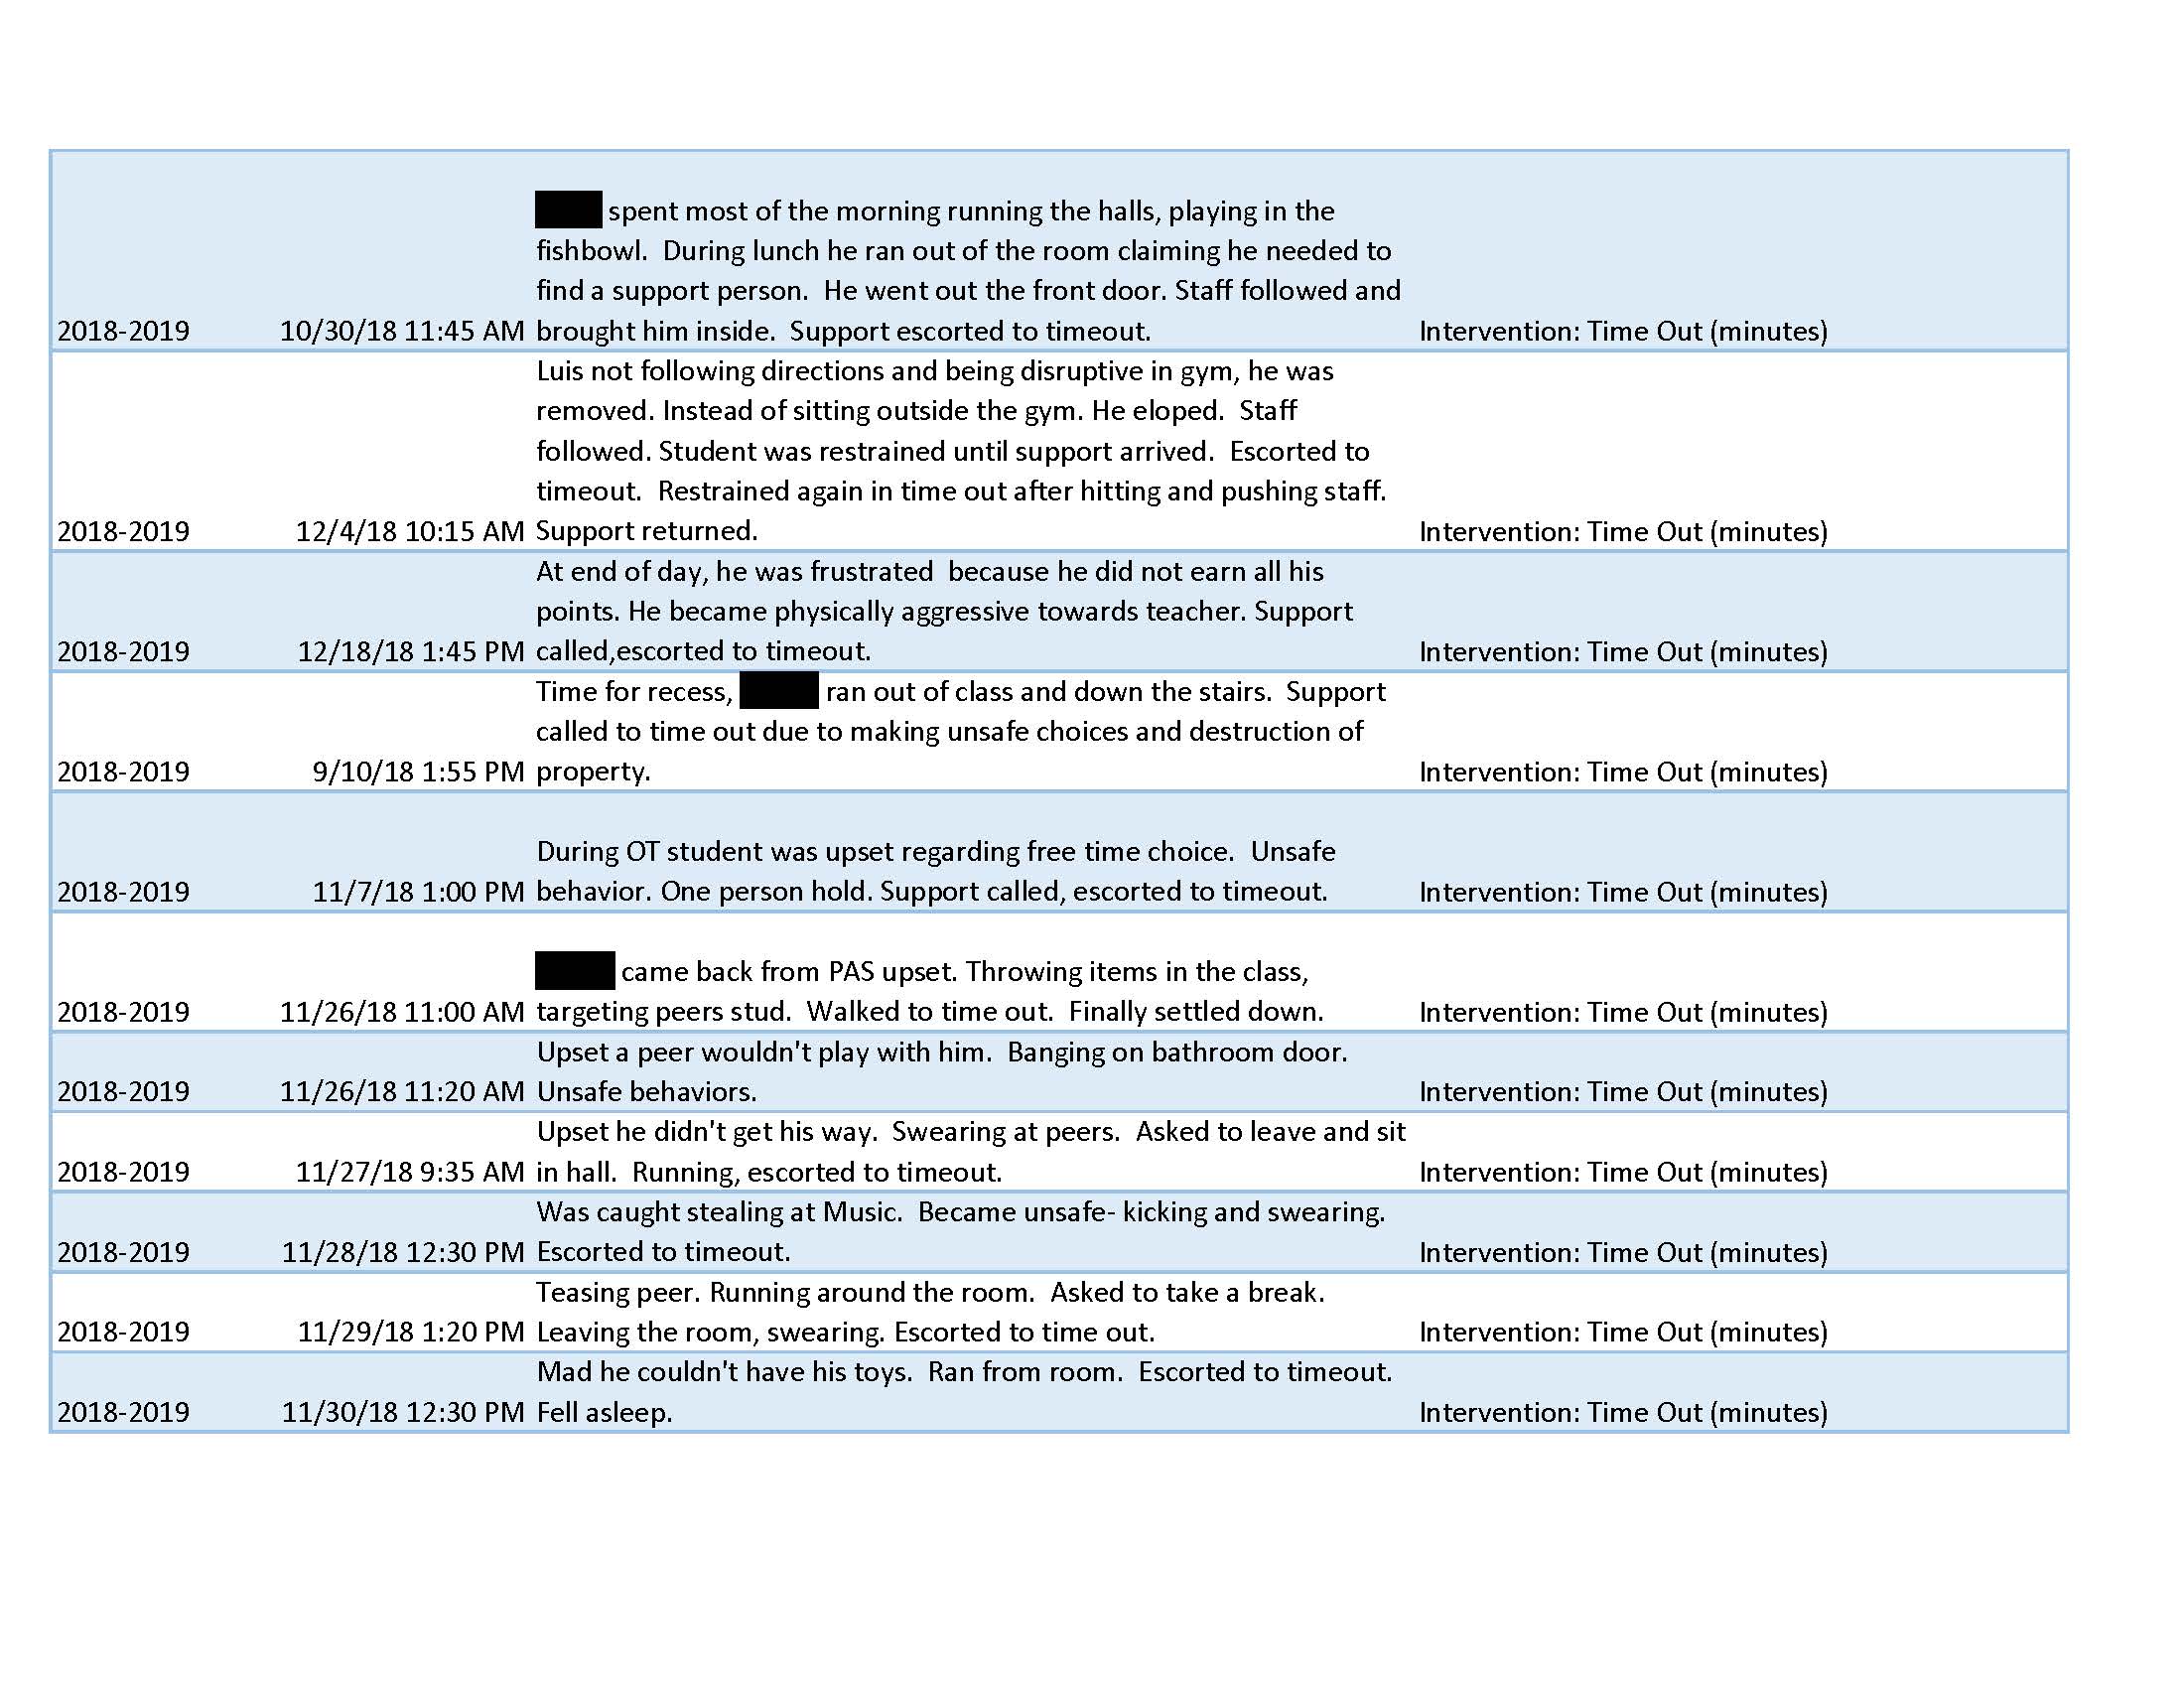 spent most of the morning running the halls, playing in the
fishbowl.  During lunch he ran out of the room claiming he needed to
find a support person.  He went out the front door. Staff followed and
2018-2019 10/30/18 11:45 AM brought him inside.  Support escorted to timeout. Intervention: Time Out (minutes)
Luis not following directions and being disruptive in gym, he was
removed. Instead of sitting outside the gym. He eloped.  Staff
followed. Student was restrained until support arrived.  Escorted to
timeout.  Restrained again in time out after hitting and pushing staff.
2018-2019 12/4/18 10:15 AM Support returned. Intervention: Time Out (minutes)
At end of day, he was frustrated  because he did not earn all his
points. He became physically aggressive towards teacher. Support
2018-2019 12/18/18 1:45 PM called,escorted to timeout. Intervention: Time Out (minutes)
Time for recess, ran out of class and down the stairs.  Support
called to time out due to making unsafe choices and destruction of
2018-2019 9/10/18 1:55 PM property. Intervention: Time Out (minutes)
During OT student was upset regarding free time choice.  Unsafe
2018-2019 11/7/18 1:00 PM behavior. One person hold. Support called, escorted to timeout. Intervention: Time Out (minutes)
came back from PAS upset. Throwing items in the class,
2018-2019 11/26/18 11:00 AM targeting peers stud.  Walked to time out.  Finally settled down. Intervention: Time Out (minutes)
Upset a peer wouldn't play with him.  Banging on bathroom door.
2018-2019 11/26/18 11:20 AM Unsafe behaviors. Intervention: Time Out (minutes)
Upset he didn't get his way.  Swearing at peers.  Asked to leave and sit
2018-2019 11/27/18 9:35 AM in hall.  Running, escorted to timeout. Intervention: Time Out (minutes)
Was caught stealing at Music.  Became unsafe- kicking and swearing.
2018-2019 11/28/18 12:30 PM Escorted to timeout. Intervention: Time Out (minutes)
Teasing peer. Running around the room.  Asked to take a break.
2018-2019 11/29/18 1:20 PM Leaving the room, swearing. Escorted to time out. Intervention: Time Out (minutes)
Mad he couldn't have his toys.  Ran from room.  Escorted to timeout.
2018-2019 11/30/18 12:30 PM Fell asleep. Intervention: Time Out (minutes)